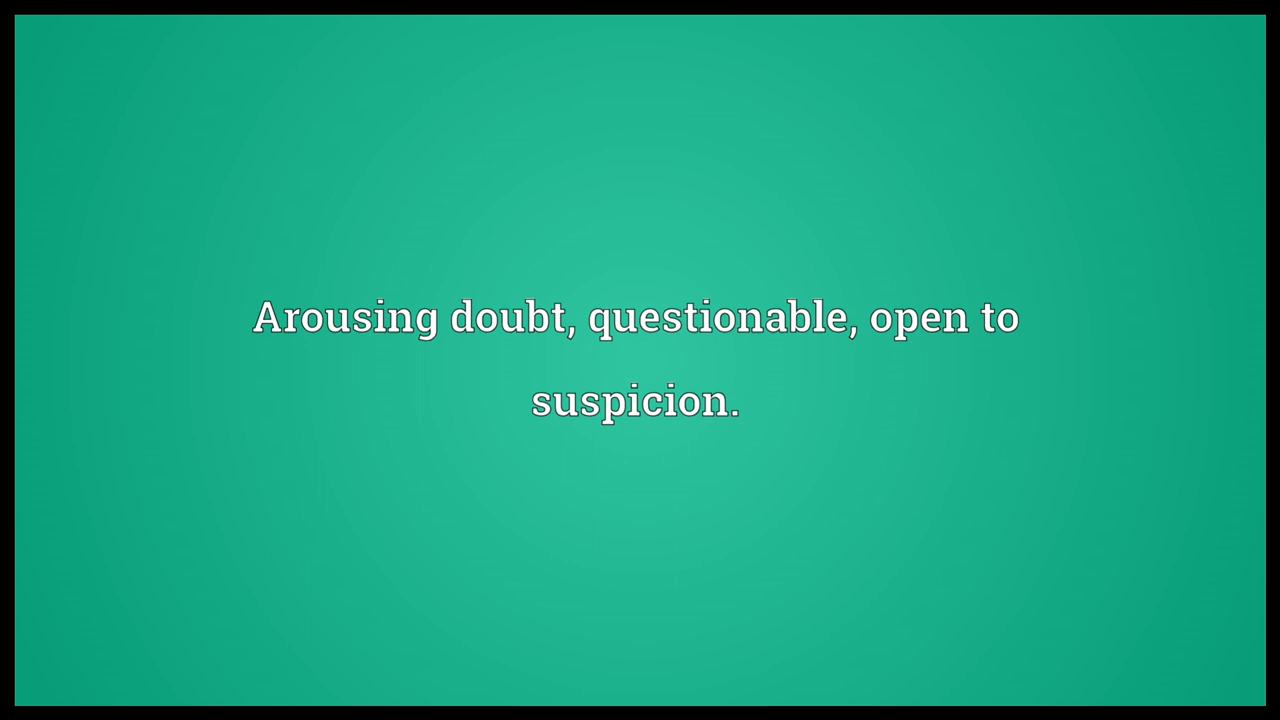 Arousing doubt, questionable, open to
suspicion.